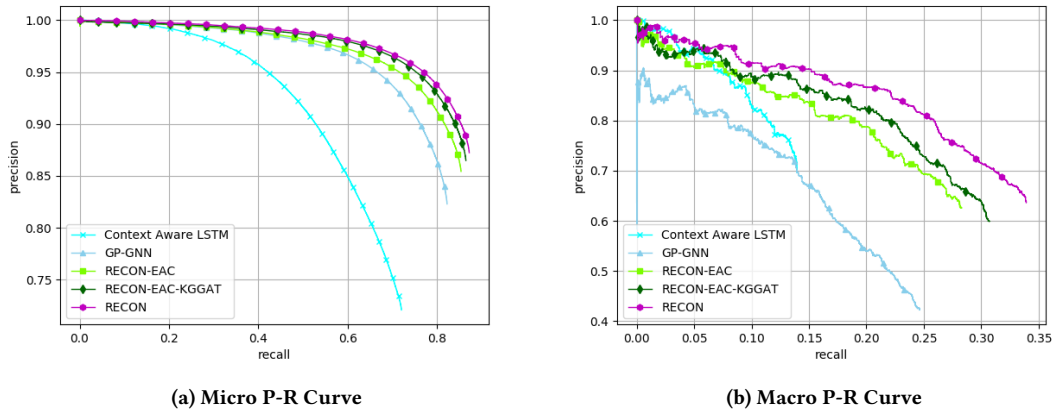 1.00
0.95
0.90
0.85
0.80
0.75
precision
0.0
0.2
0.4
0.6
0.8
recall
Context Aware LSTM
GP-GNN
RECON-EAC
RECON-EAC-KGGAT
RECON
(a) Micro P-R Curve
1.0
0.9
0.8
0.7
0.6
0.5
0.4
precision
0.00
0.05
0.10
0.15
0.20
0.25
0.30
0.35
recall
Context Aware LSTM
GP-GNN
RECON-EAC
RECON-EAC-KGGAT
RECON
(b) Macro P-R Curve